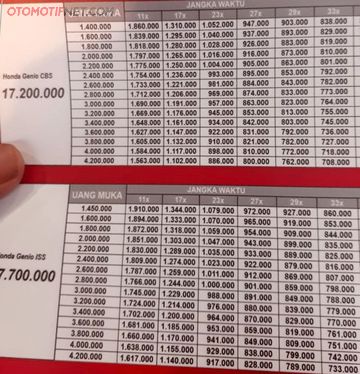 OTOMOTIFNET.COM
JANGKA WAKTU
11x 17x 23x 27x 29x 33x
1.400.000 1.860.000 1.310.000 1.052.000 947.000 903.000 838.000
1.600.000 1.839.000 1.295.000 1.040.000 937.000 893.000 829.000
1.800.000 1.818.000 1.280.000 1.028.000 926.000 883.000 819.000
2.000.000 1.797.000 1.265.000 1.016.000 916.000 873.000 810.000
2.200.000 1.775.000 1.250.000 1.004.000 905.000 863.000 801.000
Honda Genio CBS
2.400.000 1.754.000 1.236.000 993.000 895.000 853.000 792.000
2.600.000 1.733.000 1.221.000 981.000 884.000 843.000 782.000
17.200.000
2.800.000 1.712.000 1.206.000 969.000 874.000 833.000 773.000
3.000.000 1.690.000 1.191.000 957.000 863.000 823.000 764.000
3.200.000 1.669.000 1.176.000 945.000 853.000 813.000 755.000
3.400.000 1.648.000 1.161.000 934.000 842.000 803.000 745.000
3.600.000 1.627.000 1.147.000 922.000 831.000 792.000 736.000
3.800.000 1.605.000 1.132.000 910.000 821.000 782.000 727.000
4.000.000 1.584.000 1.117.000 898.000 810.000 772.000 718.000
4.200.000 1.563.000 1.102.000 886.000 800.000 762.000 708.000
UANG MUKA JANGKA WAKTU
11x 17x 23x 27x 29x 33x
1.450.000 1.910.000 1.344.000 1.079.000 972.000 927.000 860.000
1.600.000 1.894.000 1.333.000 1.070.000 965.000 919.000 853.000
1.800.000 1.872.000 1.318.000 1.059.000 954.000 909.000 844.000
2.000.000 1.851.000 1.303.000 1.047.000 943.000 899.000 835.000
2.200.000 1.830.000 1.289.000 1.035.000 933.000 889.000 825.000
onda Genio ISS
2.400.000 1.809.000 1.274.000 1.023.000 922.000 879.000 816.000
2.600.000 1.787.000 1.259.000 1.011.000 912.000 869.000 807.000
7.700.000
2.800.000 1.766.000 1.244.000 1.000.000 901.000 859.000 798.000
3.000.000 1.745.000 1.229.000 988.000 891.000 849.000 788.000
3.200.000 1.724.000 1.214.000 976.000 880.000 839.000
3.400.000 1.702.000 1.200.000 964.000 870.000 829.000 770.000
3.600.000 1.681.000 1.185.000 953.000 859.000 819.000 761.000
3.800.000 1.660.000 1.170.000 941.000 849.000 809.000 751.000
4.000.000 1.638.000 1.155.000 929.000 838.000 799.000 742.000
4.200.000 1.617.000 1.140.000 917.000 828.000 789.000 733.000